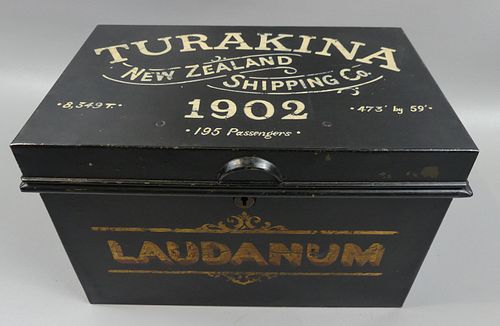 TURAKINA
NEW ZEALAND
SHIPPING Co.
·8,349 T.· 1902 ·473' by 59'·
·195 Passengers·
LAUDANUM